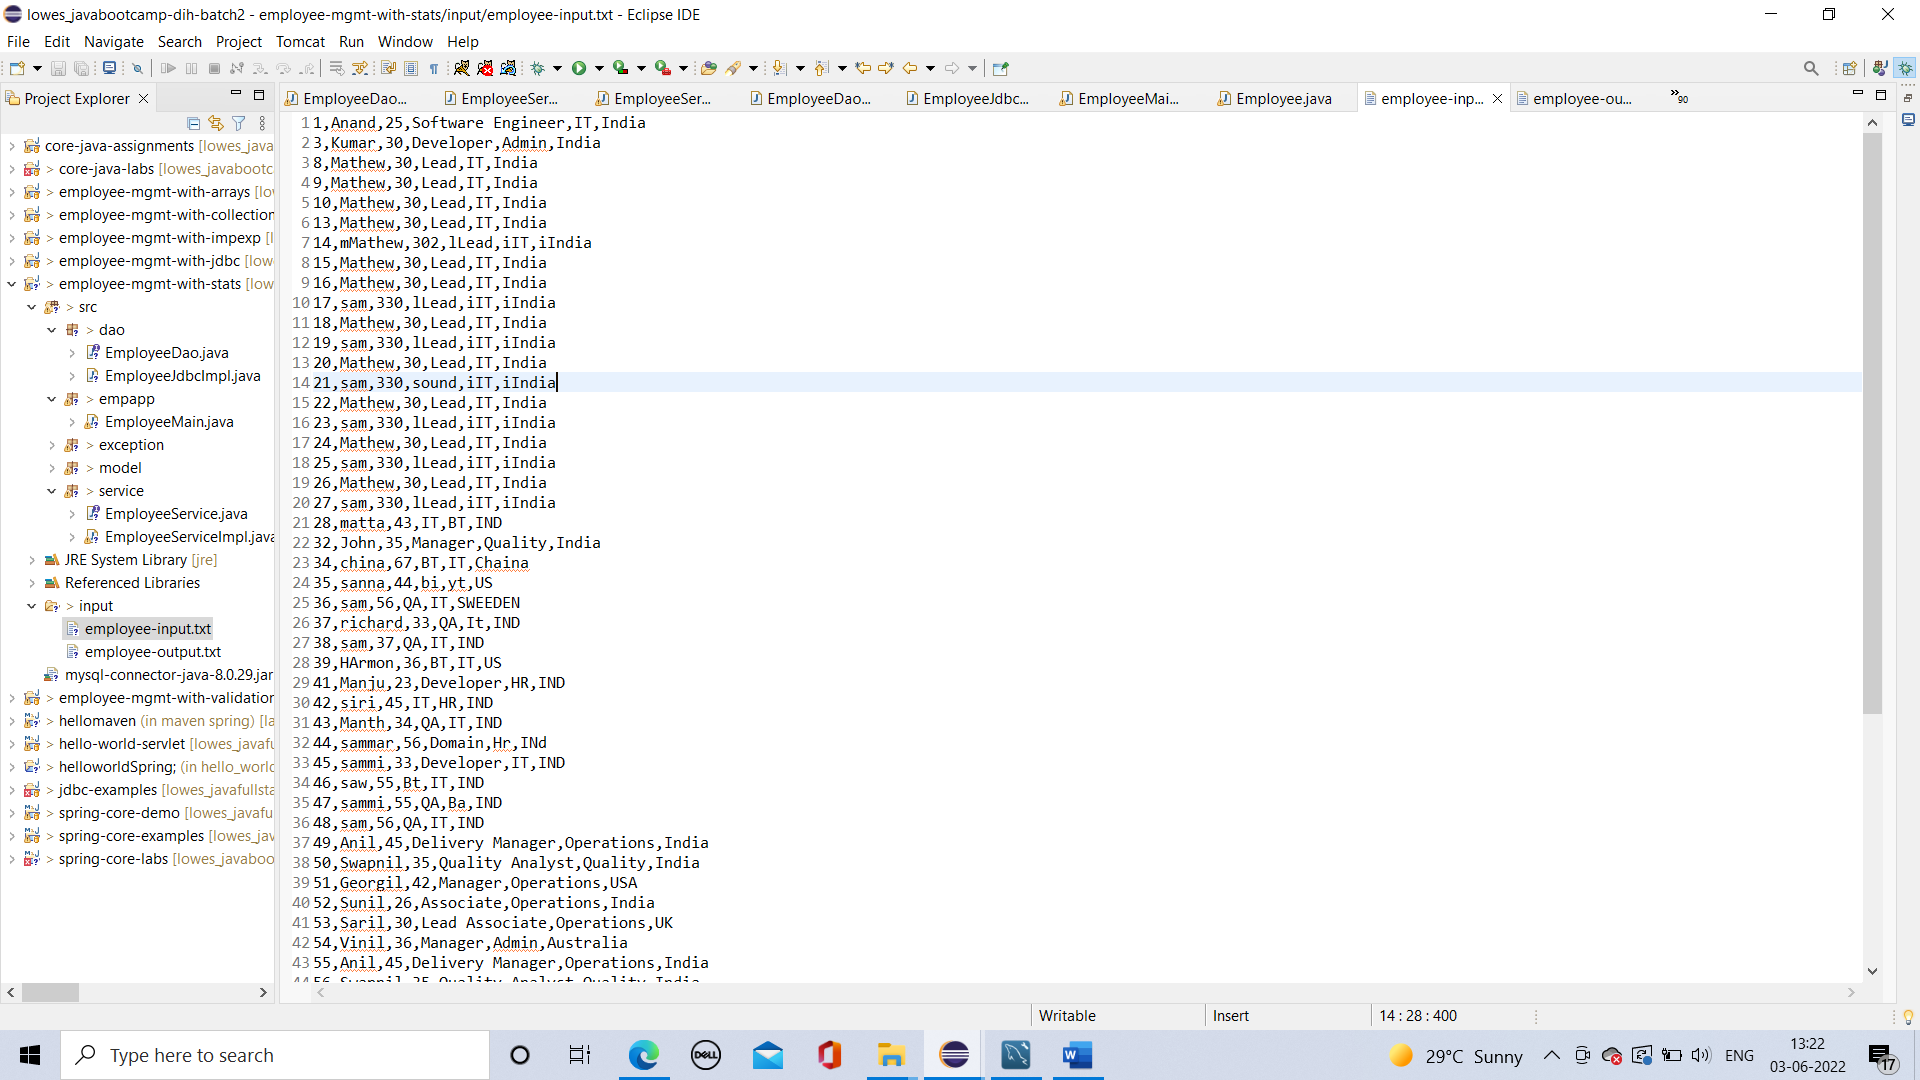 lowes_javabootcamp-dih-batch2 - employee-mgmt-with-stats/input/employee-input.txt - Eclipse IDE
File Edit Navigate Search Project Tomcat Run Window Help
Project Explorer
EmployeeDao... EmployeeSer... EmployeeSer... EmployeeDao... EmployeeJdbc... EmployeeMai... Employee.java employee-inp... employee-ou... »90
core-java-assignments [lowes_java
> core-java-labs [lowes_javabootc
> employee-mgmt-with-arrays [lo
> employee-mgmt-with-collection
> employee-mgmt-with-impexp [l
> employee-mgmt-with-jdbc [low
> employee-mgmt-with-stats [low
> src
> dao
EmployeeDao.java
EmployeeJdbcImpl.java
> empapp
EmployeeMain.java
> exception
> model
> service
EmployeeService.java
EmployeeServiceImpl.java
JRE System Library [jre]
Referenced Libraries
> input
employee-input.txt
employee-output.txt
mysql-connector-java-8.0.29.jar
> employee-mgmt-with-validation
> hellomaven (in maven spring) [la
> hello-world-servlet [lowes_javafu
> helloworldSpring; (in hello_world
> jdbc-examples [lowes_javafullsta
> spring-core-demo [lowes_javafu
> spring-core-examples [lowes_jav
> spring-core-labs [lowes_javaboo
1 1,Anand,25,Software Engineer,IT,India
2 3,Kumar,30,Developer,Admin,India
3 8,Mathew,30,Lead,IT,India
4 9,Mathew,30,Lead,IT,India
5 10,Mathew,30,Lead,IT,India
6 13,Mathew,30,Lead,IT,India
7 14,mMathew,302,lLead,iIT,iIndia
8 15,Mathew,30,Lead,IT,India
9 16,Mathew,30,Lead,IT,India
10 17,sam,330,lLead,iIT,iIndia
11 18,Mathew,30,Lead,IT,India
12 19,sam,330,lLead,iIT,iIndia
13 20,Mathew,30,Lead,IT,India
14 21,sam,330,sound,iIT,iIndia
15 22,Mathew,30,Lead,IT,India
16 23,sam,330,lLead,iIT,iIndia
17 24,Mathew,30,Lead,IT,India
18 25,sam,330,lLead,iIT,iIndia
19 26,Mathew,30,Lead,IT,India
20 27,sam,330,lLead,iIT,iIndia
21 28,matta,43,IT,BT,IND
22 32,John,35,Manager,Quality,India
23 34,china,67,BT,IT,Chaina
24 35,sanna,44,bi,yt,US
25 36,sam,56,QA,IT,SWEEDEN
26 37,richard,33,QA,It,IND
27 38,sam,37,QA,IT,IND
28 39,HArmon,36,BT,IT,US
29 41,Manju,23,Developer,HR,IND
30 42,siri,45,IT,HR,IND
31 43,Manth,34,QA,IT,IND
32 44,sammar,56,Domain,Hr,INd
33 45,sammi,33,Developer,IT,IND
34 46,saw,55,Bt,IT,IND
35 47,sammi,55,QA,Ba,IND
36 48,sam,56,QA,IT,IND
37 49,Anil,45,Delivery Manager,Operations,India
38 50,Swapnil,35,Quality Analyst,Quality,India
39 51,Georgil,42,Manager,Operations,USA
40 52,Sunil,26,Associate,Operations,India
41 53,Saril,30,Lead Associate,Operations,UK
42 54,Vinil,36,Manager,Admin,Australia
43 55,Anil,45,Delivery Manager,Operations,India
44 56,Swapnil,35,Quality Analyst,Quality,India
Writable Insert 14 : 28 : 400
Type here to search
DELL
29°C Sunny
ENG
13:22
03-06-2022
17